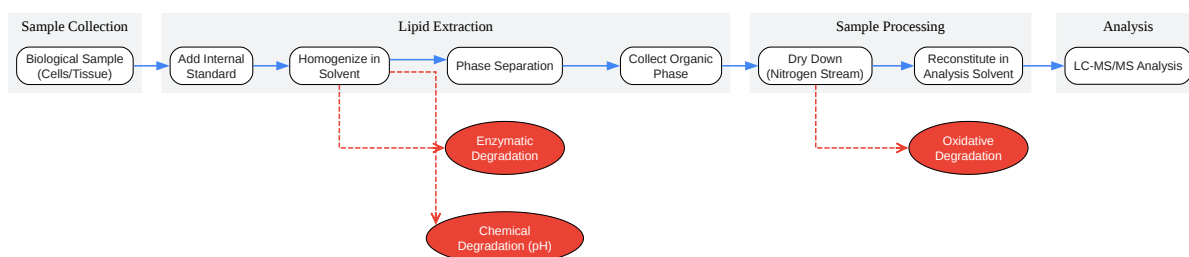 Sample Collection
Lipid Extraction
Sample Processing
Analysis
Biological Sample
(Cells/Tissue)
Add Internal
Standard
Homogenize in
Solvent
Phase Separation
Collect Organic
Phase
Dry Down
(Nitrogen Stream)
Reconstitute in
Analysis Solvent
LC-MS/MS Analysis
Enzymatic
Degradation
Oxidative
Degradation
Chemical
Degradation (pH)